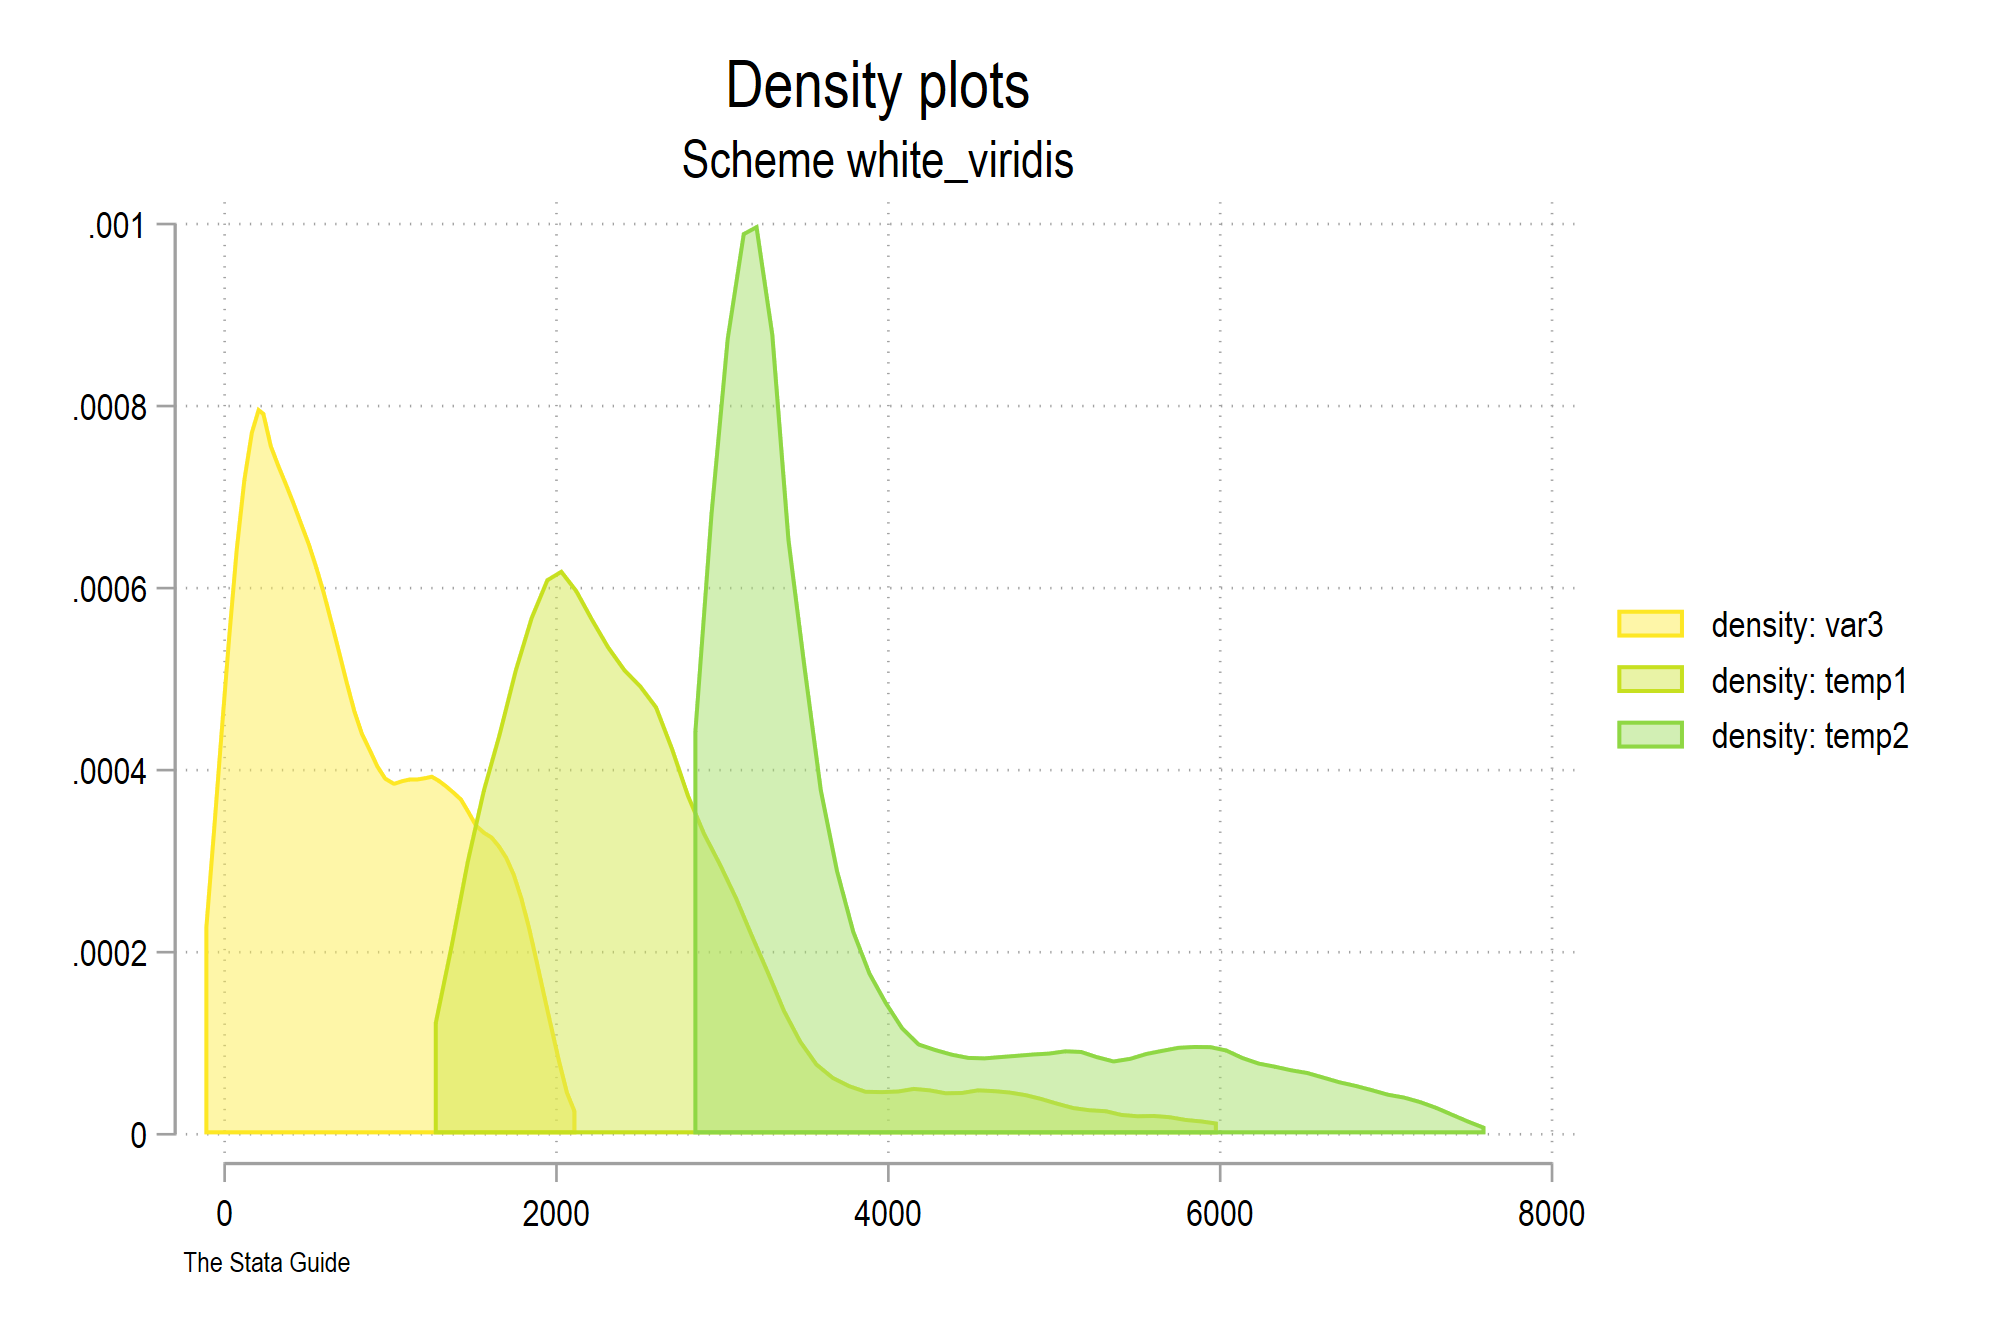 Density plots
Scheme white_viridis
.001
.0008
.0006
.0004
.0002
0
0 2000 4000 6000 8000
density: var3
density: temp1
density: temp2
The Stata Guide